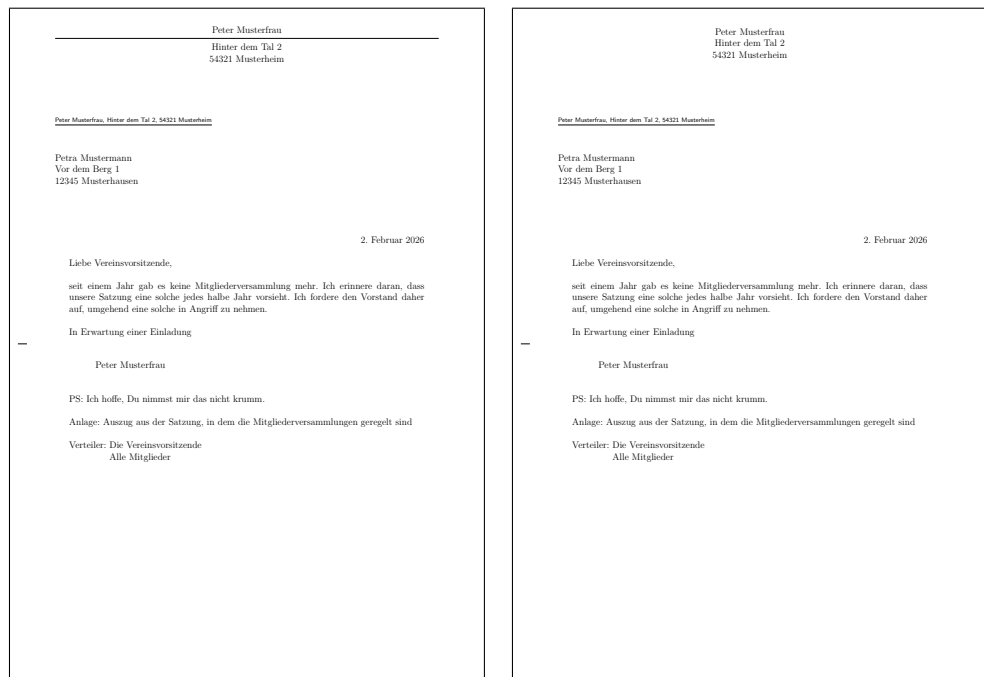 Peter Musterfrau
Hinter dem Tal 2
54321 Musterheim
Peter Musterfrau, Hinter dem Tal 2, 54321 Musterheim
Petra Mustermann
Vor dem Berg 1
12345 Musterhausen
2. Februar 2026
Liebe Vereinsvorsitzende,
seit einem Jahr gab es keine Mitgliederversammlung mehr. Ich erinnere daran, dass
unsere Satzung eine solche jedes halbe Jahr vorsieht. Ich fordere den Vorstand daher
auf, umgehend eine solche in Angriff zu nehmen.
In Erwartung einer Einladung
Peter Musterfrau
PS: Ich hoffe, Du nimmst mir das nicht krumm.
Anlage: Auszug aus der Satzung, in dem die Mitgliederversammlungen geregelt sind
Verteiler: Die Vereinsvorsitzende
Alle Mitglieder
Peter Musterfrau
Hinter dem Tal 2
54321 Musterheim
Peter Musterfrau, Hinter dem Tal 2, 54321 Musterheim
Petra Mustermann
Vor dem Berg 1
12345 Musterhausen
2. Februar 2026
Liebe Vereinsvorsitzende,
seit einem Jahr gab es keine Mitgliederversammlung mehr. Ich erinnere daran, dass
unsere Satzung eine solche jedes halbe Jahr vorsieht. Ich fordere den Vorstand daher
auf, umgehend eine solche in Angriff zu nehmen.
In Erwartung einer Einladung
Peter Musterfrau
PS: Ich hoffe, Du nimmst mir das nicht krumm.
Anlage: Auszug aus der Satzung, in dem die Mitgliederversammlungen geregelt sind
Verteiler: Die Vereinsvorsitzende
Alle Mitglieder